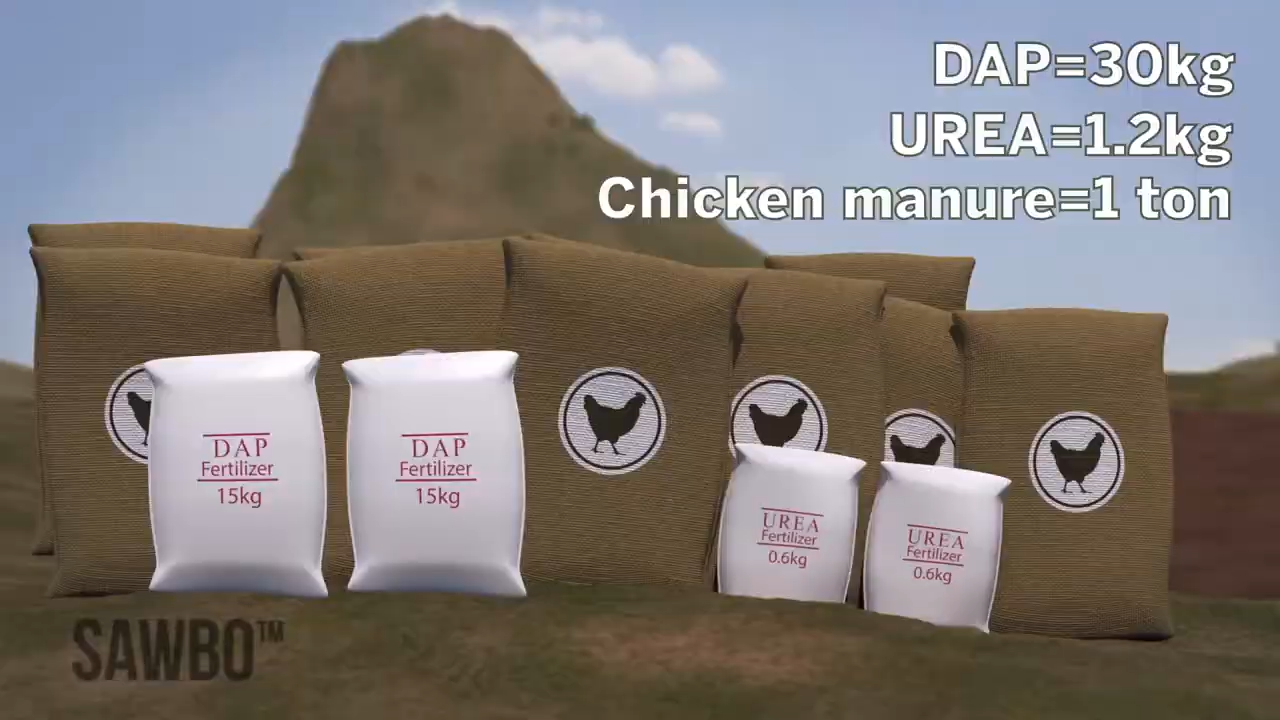 DAP=30kg
UREA=1.2kg
Chicken manure=1 ton
DAP
Fertilizer
15kg
DAP
Fertilizer
15kg
UREA
Fertilizer
0.6kg
UREA
Fertilizer
0.6kg
SAWBO™